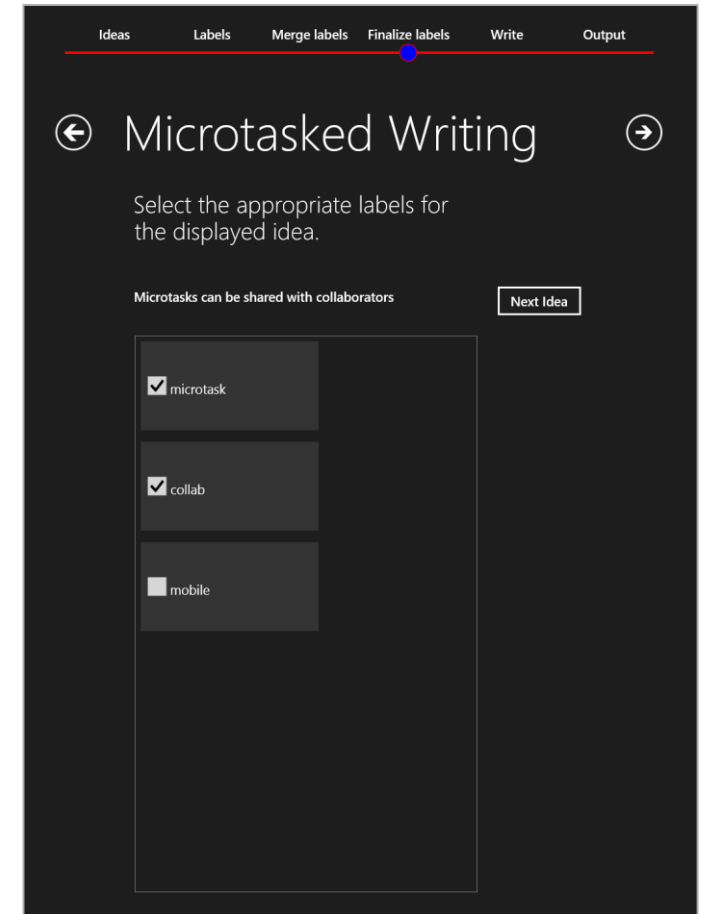 Ideas Labels Merge labels Finalize labels Write Output
Microtasked Writing
Select the appropriate labels for
the displayed idea.
Microtasks can be shared with collaborators
Next Idea
microtask
collab
mobile